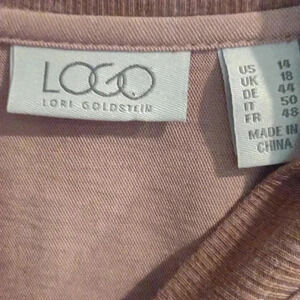 LOGO
LORI GOLDSTEIN
US 14
UK 18
DE 44
IT 50
FR 48
MADE IN
CHINA